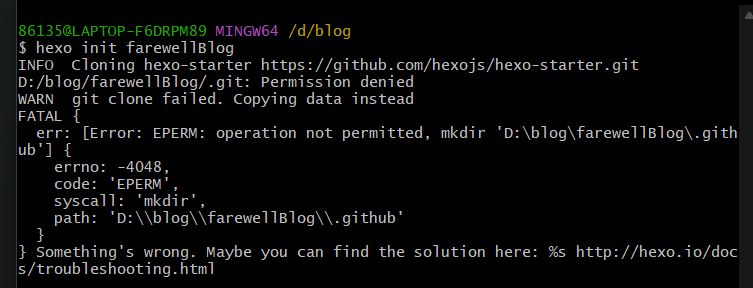 86135@LAPTOP-F6DRPM89 MINGW64 /d/blog
$ hexo init farewellBlog
INFO  Cloning hexo-starter https://github.com/hexojs/hexo-starter.git
D:/blog/farewellBlog/.git: Permission denied
WARN  git clone failed. Copying data instead
FATAL {
  err: [Error: EPERM: operation not permitted, mkdir 'D:\blog\farewellBlog\.gith
ub'] {
    errno: -4048,
    code: 'EPERM',
    syscall: 'mkdir',
    path: 'D:\\blog\\farewellBlog\\.github'
  }
} Something's wrong. Maybe you can find the solution here: %s http://hexo.io/doc
s/troubleshooting.html